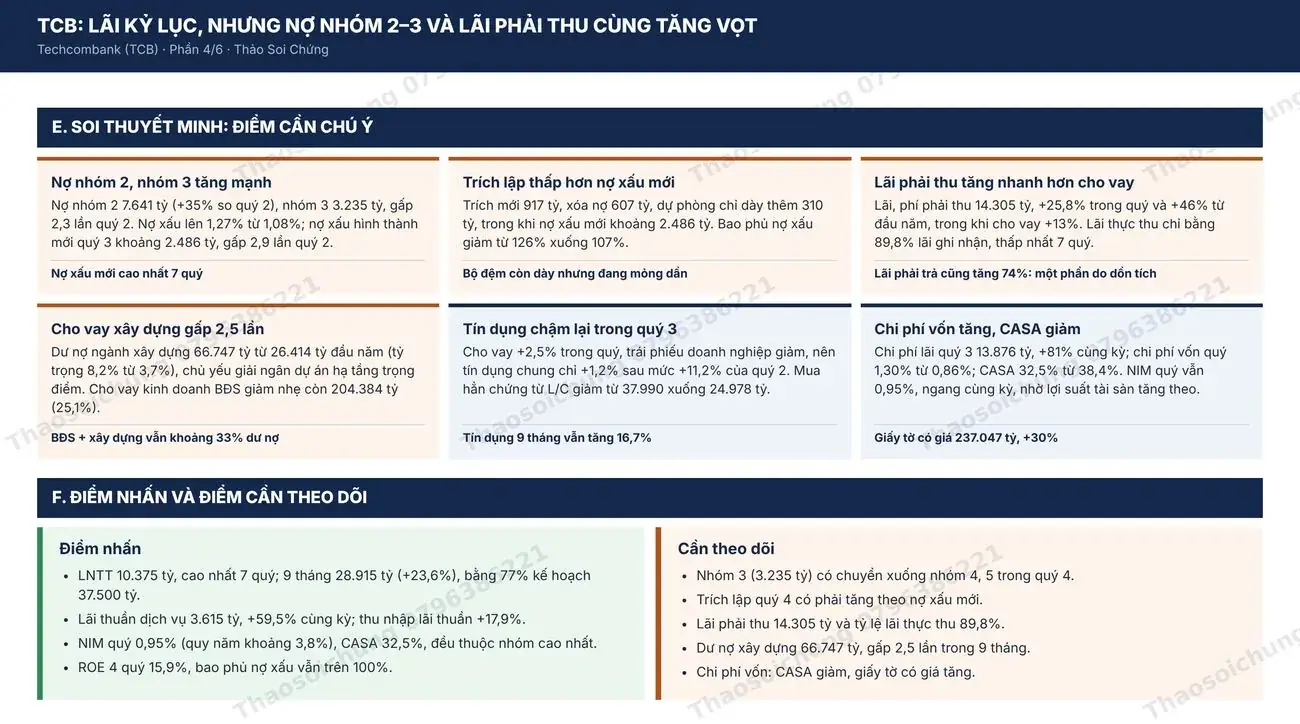 TCB: LÃI KỶ LỤC, NHƯNG NỢ NHÓM 2–3 VÀ LÃI PHẢI THU CÙNG TĂNG VỌT
Techcombank (TCB) · Phần 4/6 · Thảo Soi Chứng
E. SOI THUYẾT MINH: ĐIỂM CẦN CHÚ Ý
Nợ nhóm 2, nhóm 3 tăng mạnh
Nợ nhóm 2 7.641 tỷ (+35% so quý 2), nhóm 3 3.235 tỷ, gấp
2,3 lần quý 2. Nợ xấu lên 1,27% từ 1,08%; nợ xấu hình thành
mới quý 3 khoảng 2.486 tỷ, gấp 2,9 lần quý 2.
Nợ xấu mới cao nhất 7 quý
Trích lập thấp hơn nợ xấu mới
Trích mới 917 tỷ, xóa nợ 607 tỷ, dự phòng chỉ dày thêm 310
tỷ, trong khi nợ xấu mới khoảng 2.486 tỷ. Bao phủ nợ xấu
giảm từ 126% xuống 107%.
Bộ đệm còn dày nhưng đang mỏng dần
Lãi phải thu tăng nhanh hơn cho vay
Lãi, phí phải thu 14.305 tỷ, +25,8% trong quý và +46% từ
đầu năm, trong khi cho vay +13%. Lãi thực thu chỉ bằng
89,8% lãi ghi nhận, thấp nhất 7 quý.
Lãi phải trả cũng tăng 74%: một phần do dồn tích
Cho vay xây dựng gấp 2,5 lần
Dư nợ ngành xây dựng 66.747 tỷ từ 26.414 tỷ đầu năm (tỷ
trọng 8,2% từ 3,7%), chủ yếu giải ngân dự án hạ tầng trọng
điểm. Cho vay kinh doanh BĐS giảm nhẹ còn 204.384 tỷ
(25,1%).
BĐS + xây dựng vẫn khoảng 33% dư nợ
Tín dụng chậm lại trong quý 3
Cho vay +2,5% trong quý, trái phiếu doanh nghiệp giảm, nên
tín dụng chung chỉ +1,2% sau mức +11,2% của quý 2. Mua
hẳn chứng từ L/C giảm từ 37.990 xuống 24.978 tỷ.
Tín dụng 9 tháng vẫn tăng 16,7%
Chi phí vốn tăng, CASA giảm
Chi phí lãi quý 3 13.876 tỷ, +81% cùng kỳ; chi phí vốn quý
1,30% từ 0,86%; CASA 32,5% từ 38,4%. NIM quý vẫn
0,95%, ngang cùng kỳ, nhờ lợi suất tài sản tăng theo.
Giấy tờ có giá 237.047 tỷ, +30%
F. ĐIỂM NHẤN VÀ ĐIỂM CẦN THEO DÕI
Điểm nhấn
• LNTT 10.375 tỷ, cao nhất 7 quý; 9 tháng 28.915 tỷ (+23,6%), bằng 77% kế hoạch
37.500 tỷ.
• Lãi thuần dịch vụ 3.615 tỷ, +59,5% cùng kỳ; thu nhập lãi thuần +17,9%.
• NIM quý 0,95% (quy năm khoảng 3,8%), CASA 32,5%, đều thuộc nhóm cao nhất.
• ROE 4 quý 15,9%, bao phủ nợ xấu vẫn trên 100%.
Cần theo dõi
• Nhóm 3 (3.235 tỷ) có chuyển xuống nhóm 4, 5 trong quý 4.
• Trích lập quý 4 có phải tăng theo nợ xấu mới.
• Lãi phải thu 14.305 tỷ và tỷ lệ lãi thực thu 89,8%.
• Dư nợ xây dựng 66.747 tỷ, gấp 2,5 lần trong 9 tháng.
• Chi phí vốn: CASA giảm, giấy tờ có giá tăng.
Thaosoichung 0796386221